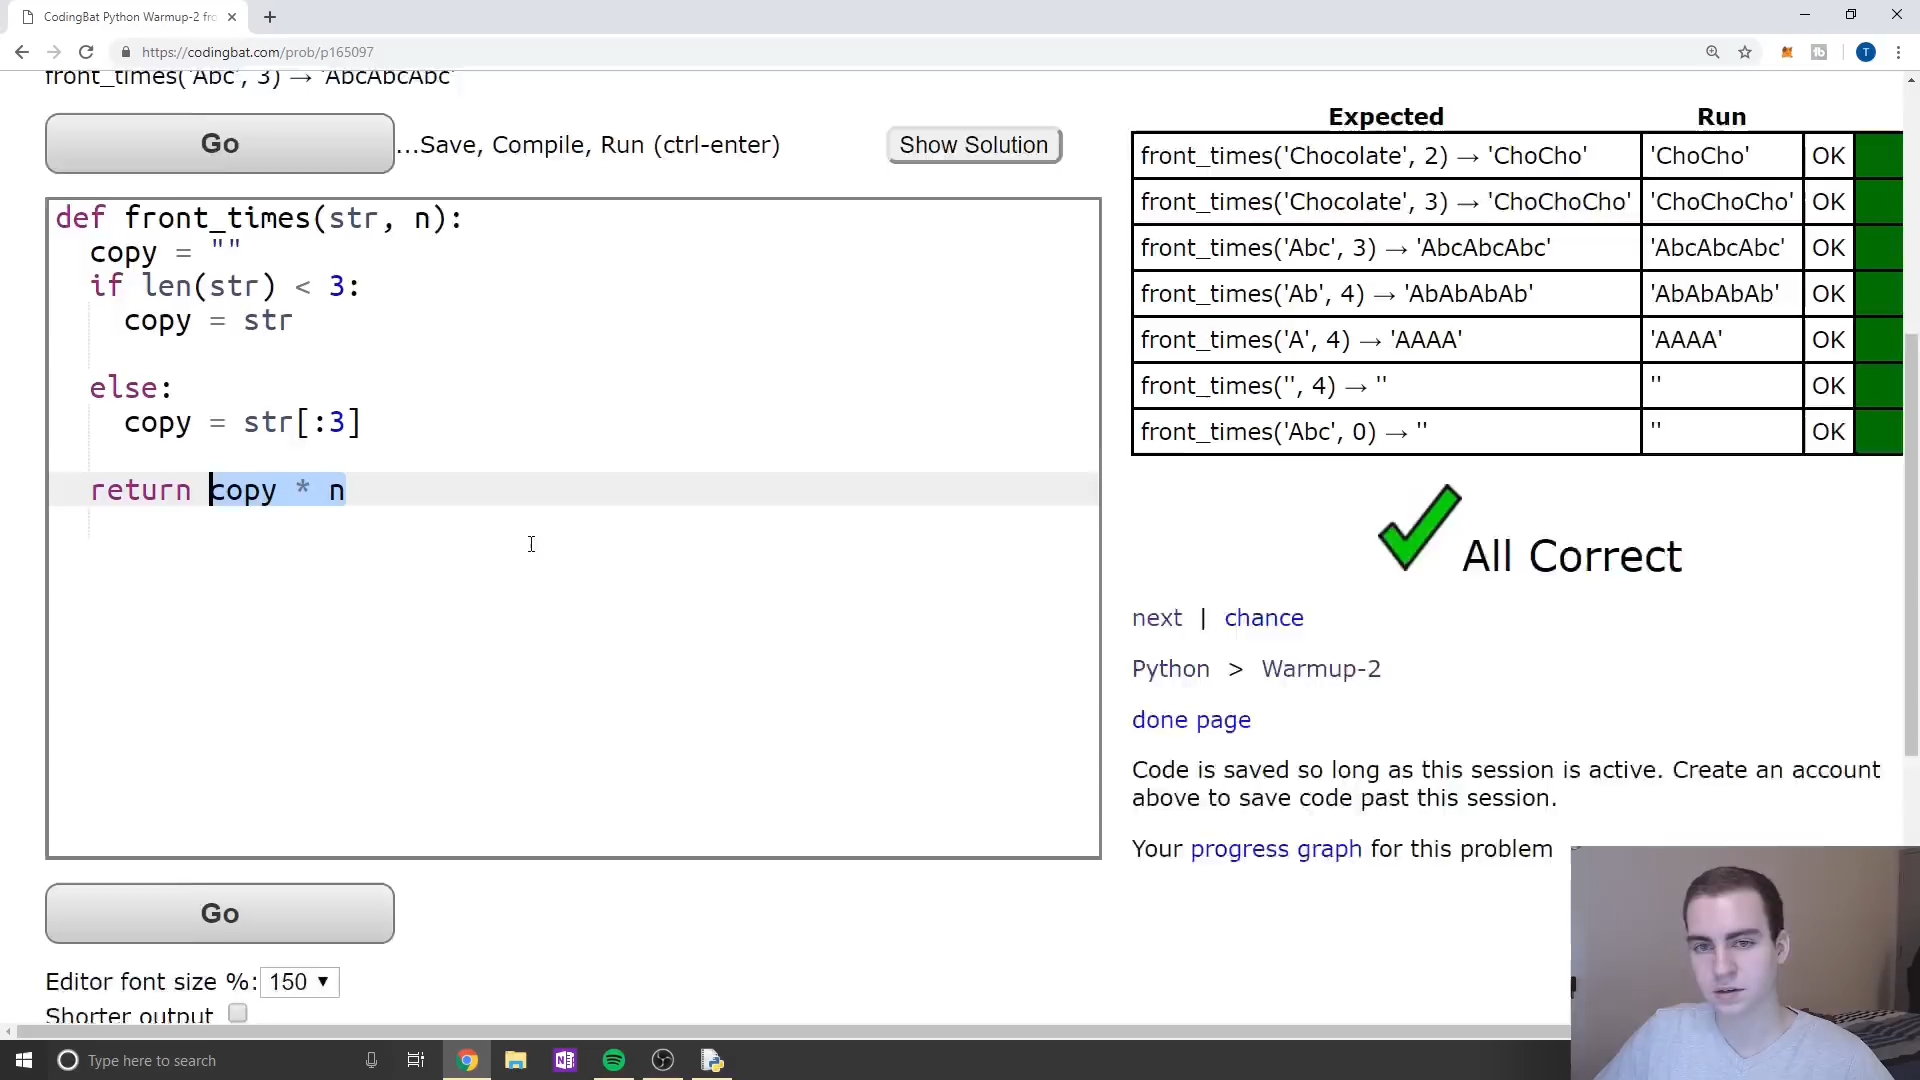 CodingBat Python Warmup-2 fro
https://codingbat.com/prob/p165097
T
front_times('Abc', 3) → 'AbcAbcAbc'
Go
...Save, Compile, Run (ctrl-enter)
Show Solution
def front_times(str, n):
copy = ""
if len(str) < 3:
copy = str
else:
copy = str[:3]
return copy * n
Go
Editor font size %: 150
Shorter output
Expected Run
front_times('Chocolate', 2) → 'ChoCho' 'ChoCho' OK
front_times('Chocolate', 3) → 'ChoChoCho' 'ChoChoCho' OK
front_times('Abc', 3) → 'AbcAbcAbc' 'AbcAbcAbc' OK
front_times('Ab', 4) → 'AbAbAbAb' 'AbAbAbAb' OK
front_times('A', 4) → 'AAAA' 'AAAA' OK
front_times('', 4) → '' '' OK
front_times('Abc', 0) → '' '' OK
All Correct
next | chance
Python > Warmup-2
done page
Code is saved so long as this session is active. Create an account
above to save code past this session.
Your progress graph for this problem
Type here to search